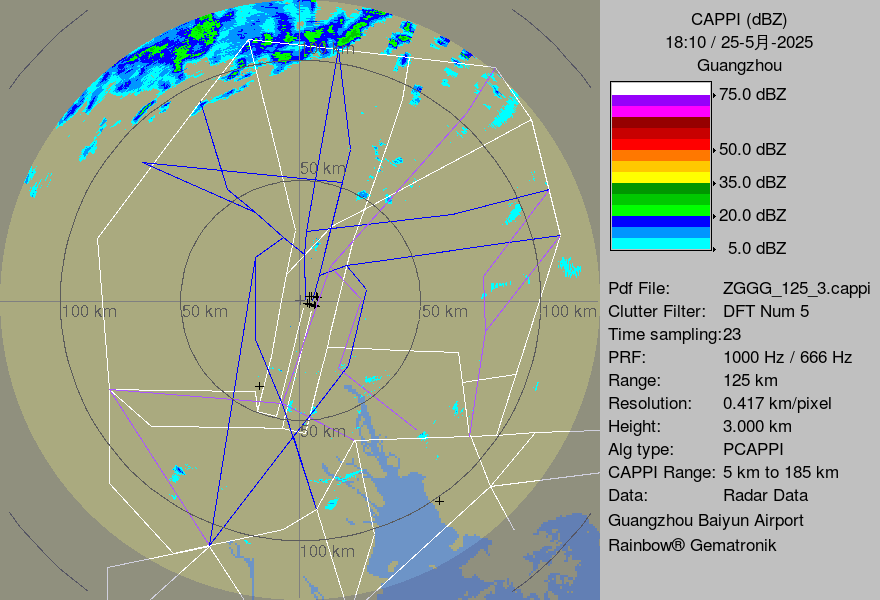 CAPPI (dBZ)
18:10 / 25-5月-2025
Guangzhou
75.0 dBZ
50.0 dBZ
35.0 dBZ
20.0 dBZ
5.0 dBZ
Pdf File: ZGGG_125_3.cappi
Clutter Filter: DFT Num 5
Time sampling:23
PRF: 1000 Hz / 666 Hz
Range: 125 km
Resolution: 0.417 km/pixel
Height: 3.000 km
Alg type: PCAPPI
CAPPI Range: 5 km to 185 km
Data: Radar Data
Guangzhou Baiyun Airport
Rainbow® Gematronik
50 km
100 km
50 km
50 km
100 km
50 km
100 km